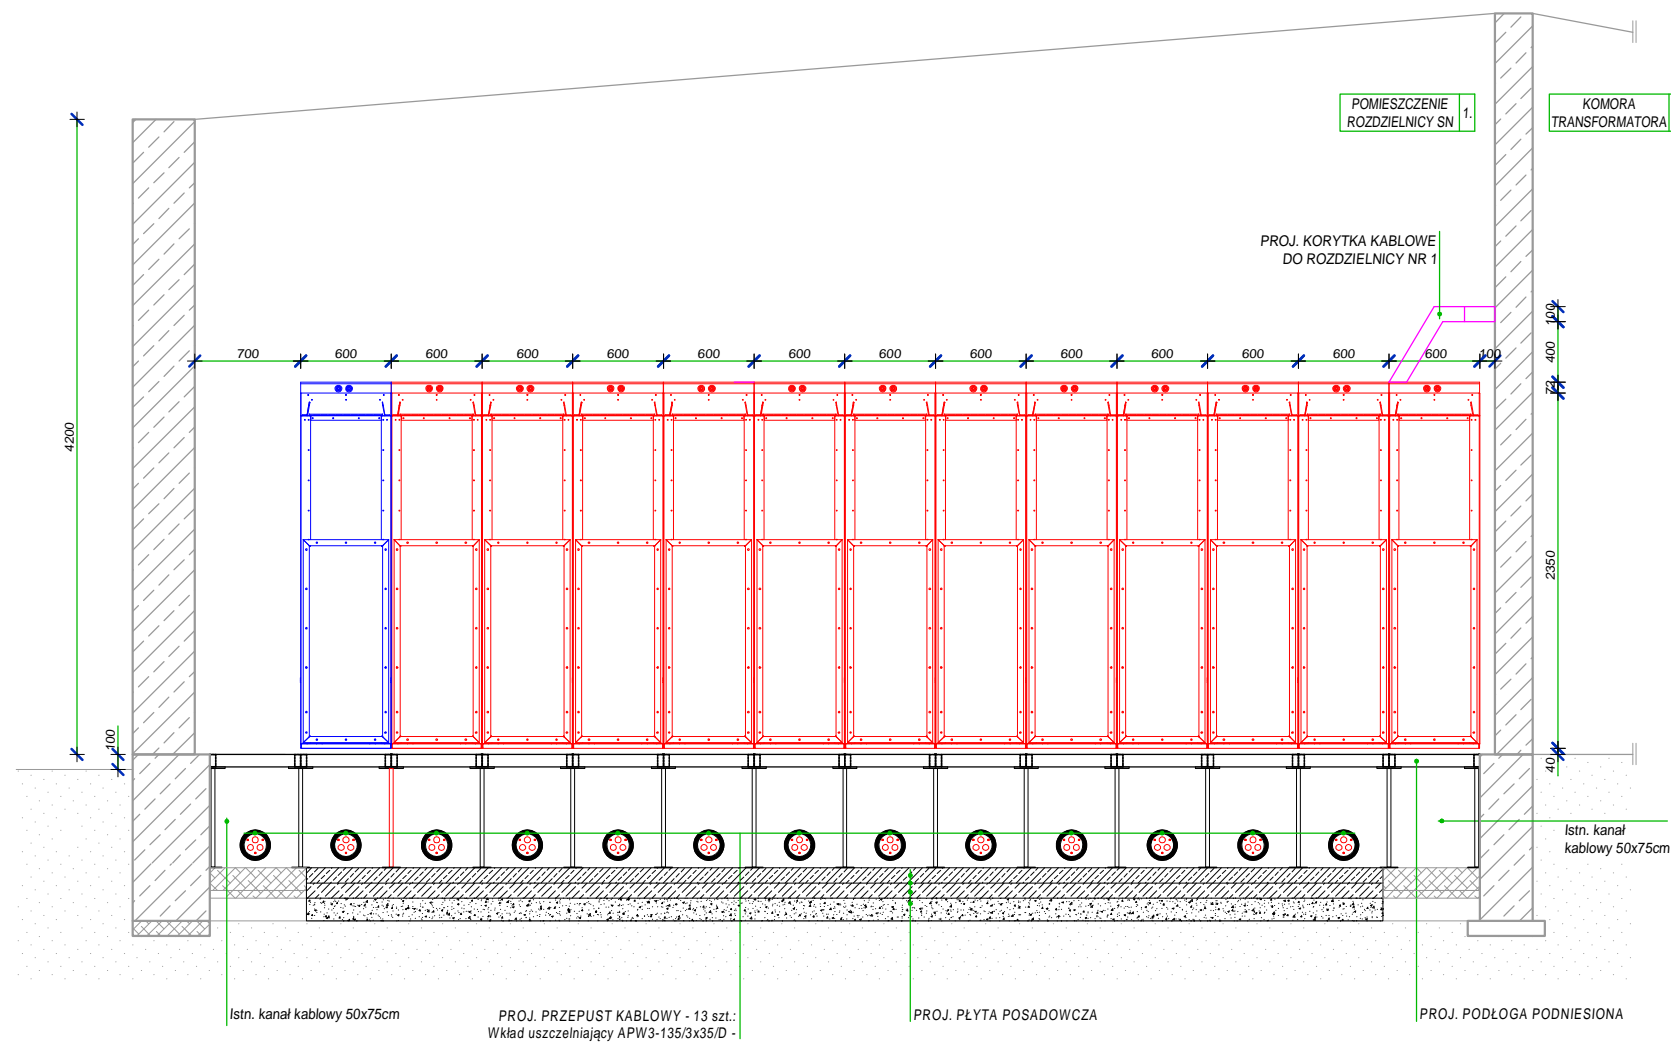 POMIESZCZENIE
ROZDZIELNICY SN
1.
KOMORA
TRANSFORMATORA
PROJ. KORYTKA KABLOWE
DO ROZDZIELNICY NR 1
700
600
600
600
600
600
600
600
600
600
600
600
600
600
100
100
400
72
2350
40
4200
100
Istn. kanał
kablowy 50x75cm
Istn. kanał kablowy 50x75cm
PROJ. PRZEPUST KABLOWY - 13 szt.:
Wkład uszczelniający APW3-135/3x35/D -
PROJ. PŁYTA POSADOWCZA
PROJ. PODŁOGA PODNIESIONA